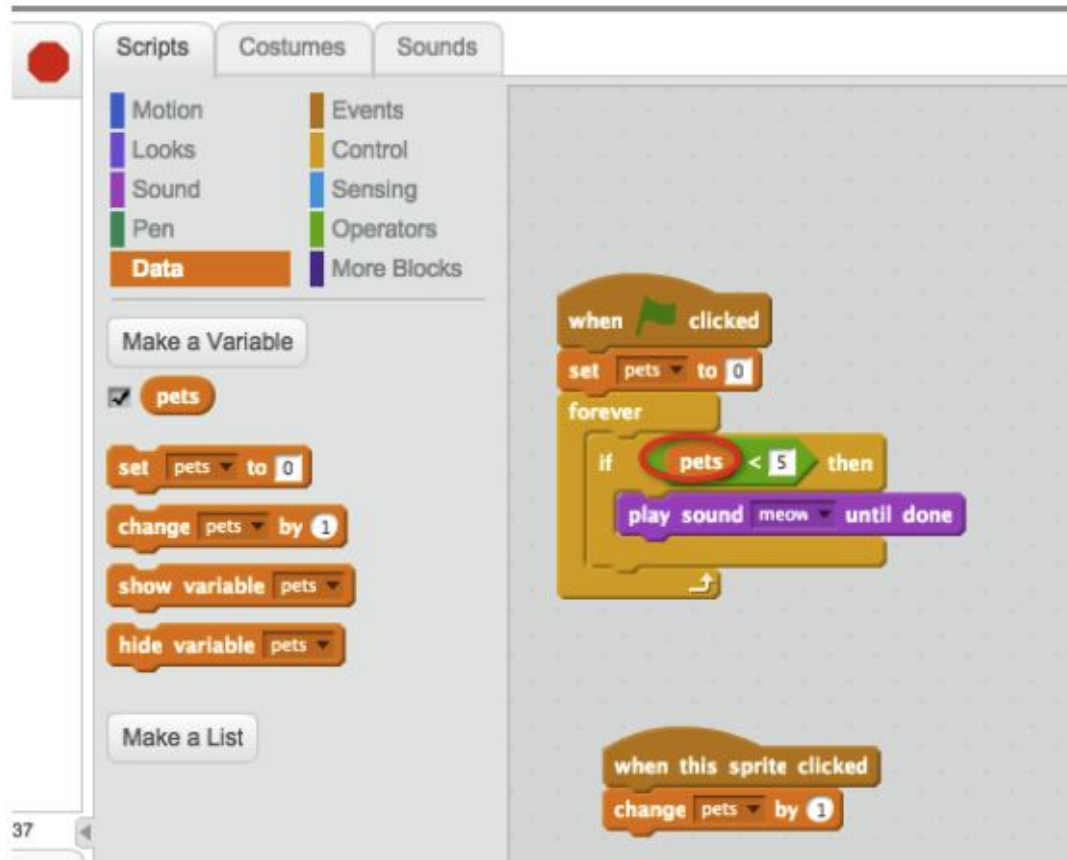 Scripts Costumes Sounds
Motion Events
Looks Control
Sound Sensing
Pen Operators
Data More Blocks
Make a Variable
pets
set pets to 0
change pets by 1
show variable pets
hide variable pets
Make a List
37
when clicked
set pets to 0
forever
if pets < 5 then
play sound meow until done
when this sprite clicked
change pets by 1